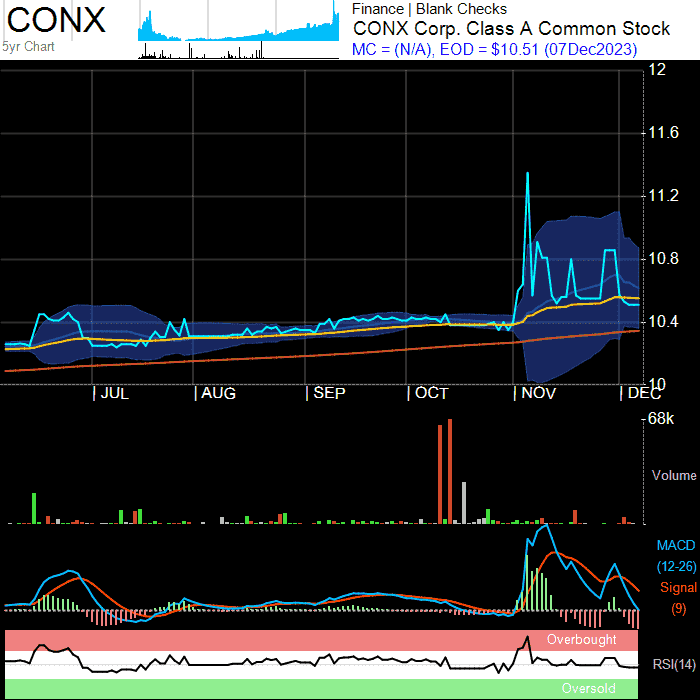 CONX
5yr Chart
Finance | Blank Checks
CONX Corp. Class A Common Stock
MC = (N/A), EOD = $10.51 (07Dec2023)
12
11.6
11.2
10.8
10.4
10
JUL
AUG
SEP
OCT
NOV
DEC
68k
Volume
MACD
(12-26)
Signal
(9)
Overbought
RSI(14)
Oversold